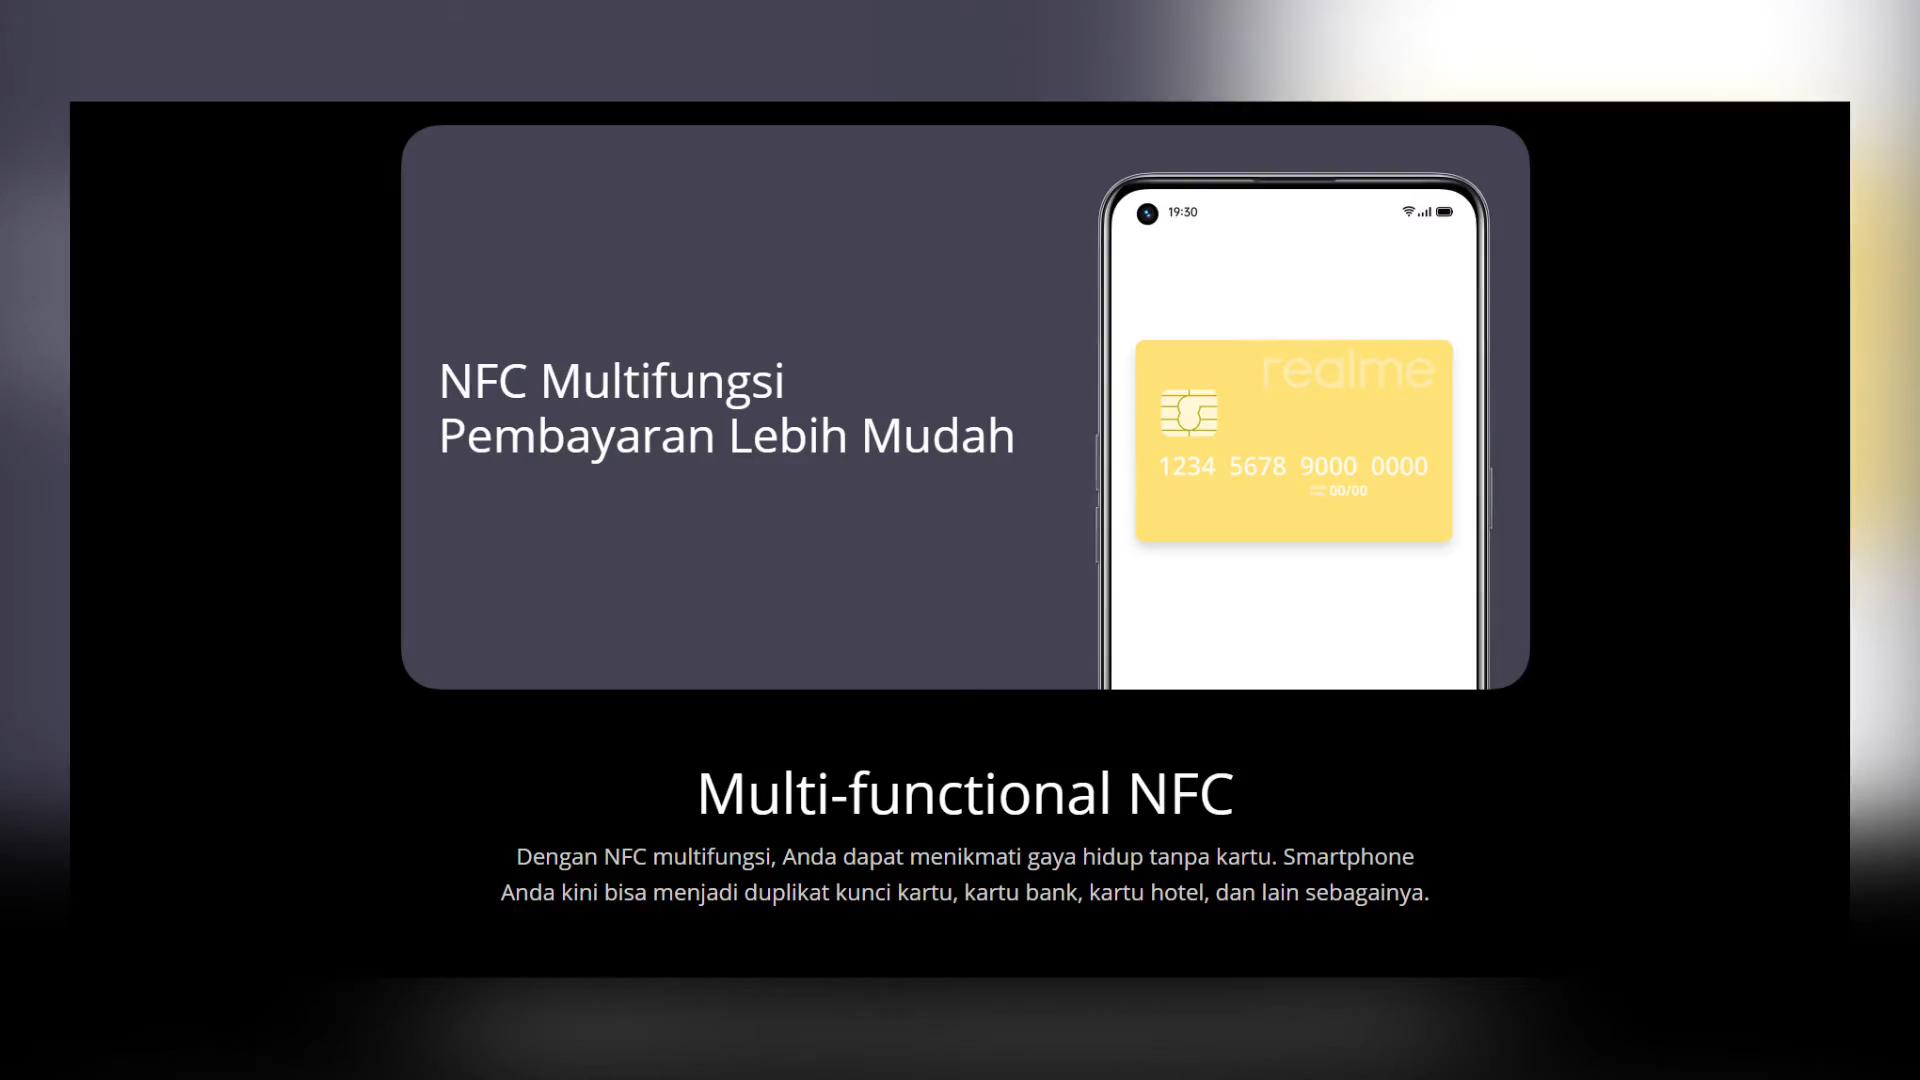 NFC Multifungsi
Pembayaran Lebih Mudah
19:30
realme
1234 5678 9000 0000
00/00
Multi-functional NFC
Dengan NFC multifungsi, Anda dapat menikmati gaya hidup tanpa kartu. Smartphone
Anda kini bisa menjadi duplikat kunci kartu, kartu bank, kartu hotel, dan lain sebagainya.